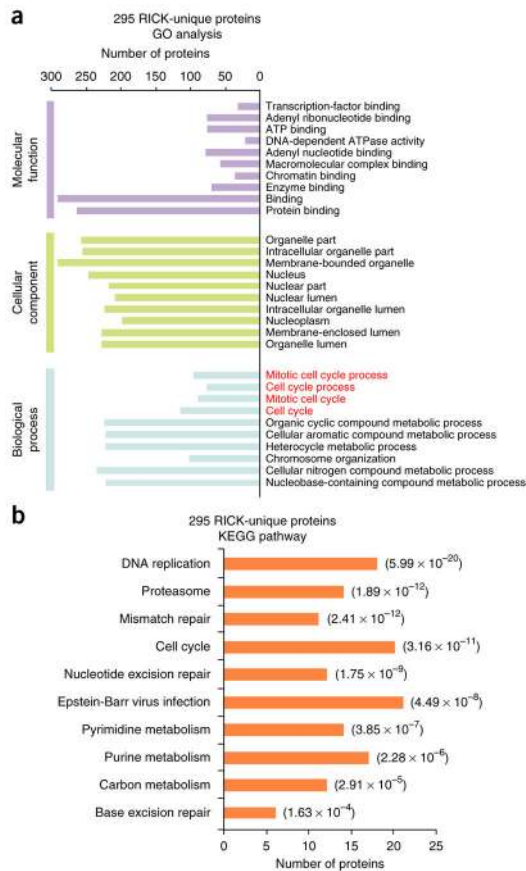 a
295 RICK-unique proteins
GO analysis
Number of proteins
300 250 200 150 100 50 0
Molecular
function
Transcription-factor binding
Adenyl ribonucleotide binding
ATP binding
DNA-dependent ATPase activity
Adenyl nucleotide binding
Macromolecular complex binding
Chromatin binding
Enzyme binding
Binding
Protein binding
Cellular
component
Organelle part
Intracellular organelle part
Membrane-bounded organelle
Nucleus
Nuclear part
Nuclear lumen
Intracellular organelle lumen
Nucleoplasm
Membrane-enclosed lumen
Organelle lumen
Biological
process
Mitotic cell cycle process
Cell cycle process
Mitotic cell cycle
Cell cycle
Organic cyclic compound metabolic process
Cellular aromatic compound metabolic process
Heterocycle metabolic process
Chromosome organization
Cellular nitrogen compound metabolic process
Nucleobase-containing compound metabolic process
b
295 RICK-unique proteins
KEGG pathway
DNA replication (5.99 × 10⁻²⁰)
Proteasome (1.89 × 10⁻¹²)
Mismatch repair (2.41 × 10⁻¹²)
Cell cycle (3.16 × 10⁻¹¹)
Nucleotide excision repair (1.75 × 10⁻⁹)
Epstein-Barr virus infection (4.49 × 10⁻⁸)
Pyrimidine metabolism (3.85 × 10⁻⁷)
Purine metabolism (2.28 × 10⁻⁶)
Carbon metabolism (2.91 × 10⁻⁵)
Base excision repair (1.63 × 10⁻⁴)
0 5 10 15 20 25
Number of proteins